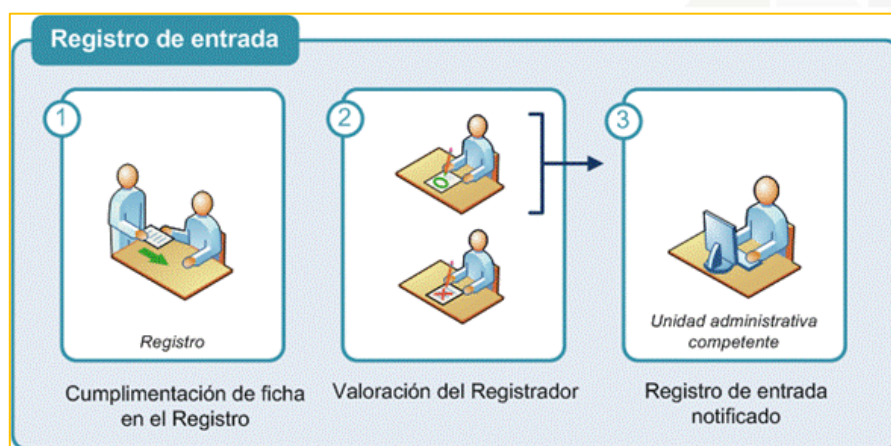 Registro de entrada
1
2
3
Registro
Unidad administrativa
competente
Cumplimentación de ficha
en el Registro
Valoración del Registrador
Registro de entrada
notificado